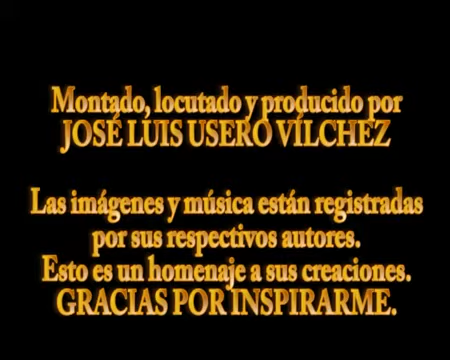 Montado, locutado y producido por
JOSÉ LUIS USERO VÍLCHEZ
Las imágenes y música están registradas
por sus respectivos autores.
Esto es un homenaje a sus creaciones.
GRACIAS POR INSPIRARME.